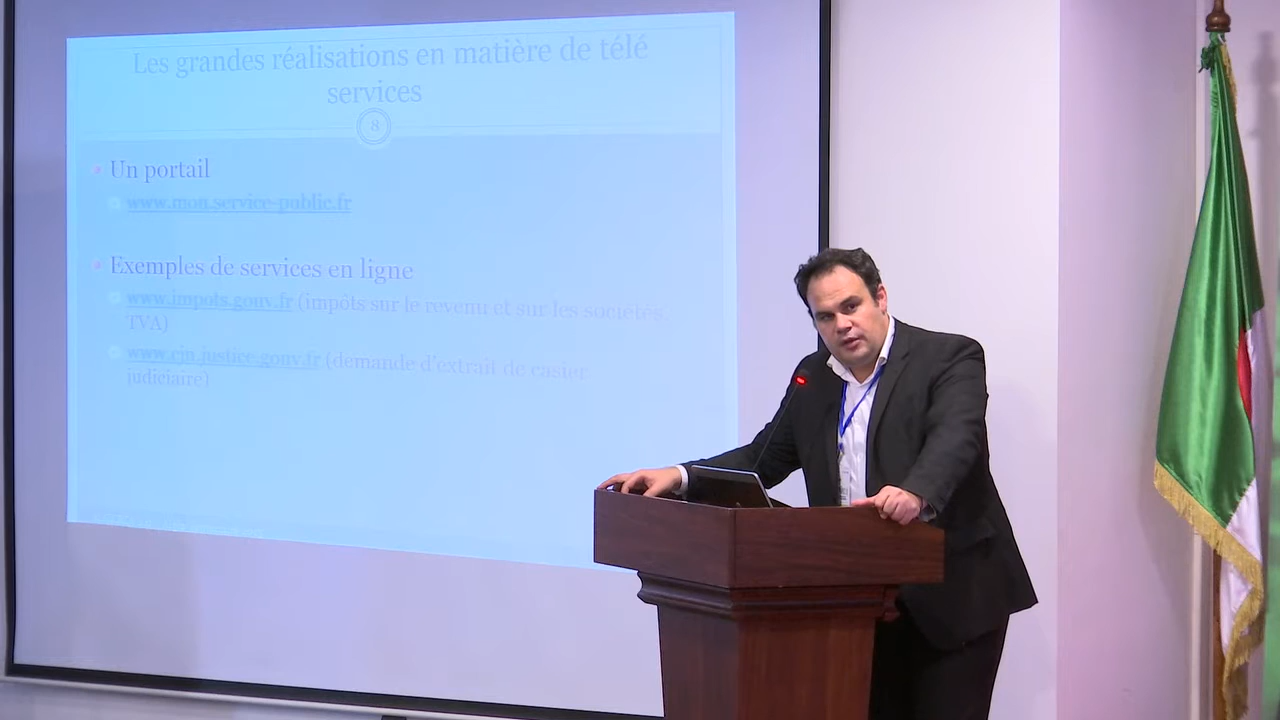 Les grandes réalisations en matière de télé
services
8
Un portail
www.mon.service-public.fr
Exemples de services en ligne
www.impots.gouv.fr (impôts sur le revenu et sur les sociétés,
TVA)
www.cjn.justice.gouv.fr (demande d'extrait de casier
judiciaire)